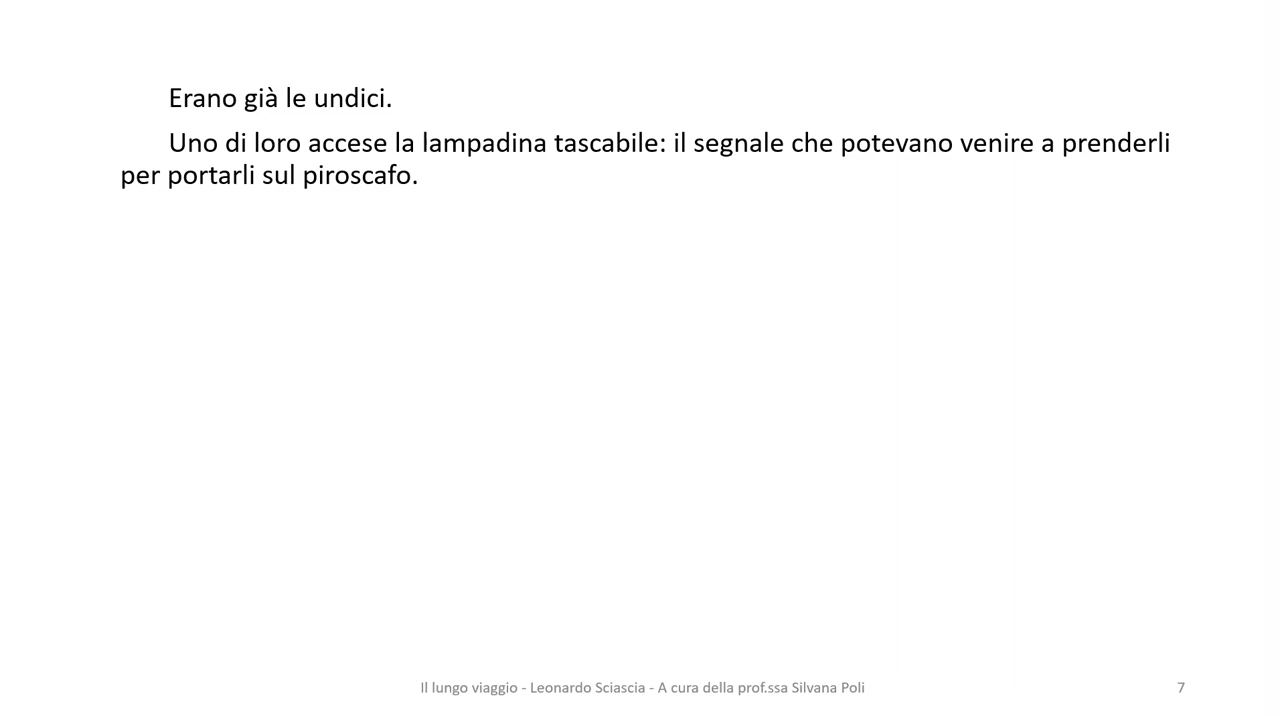 Erano già le undici.
Uno di loro accese la lampadina tascabile: il segnale che potevano venire a prenderli
per portarli sul piroscafo.
Il lungo viaggio - Leonardo Sciascia - A cura della prof.ssa Silvana Poli
7